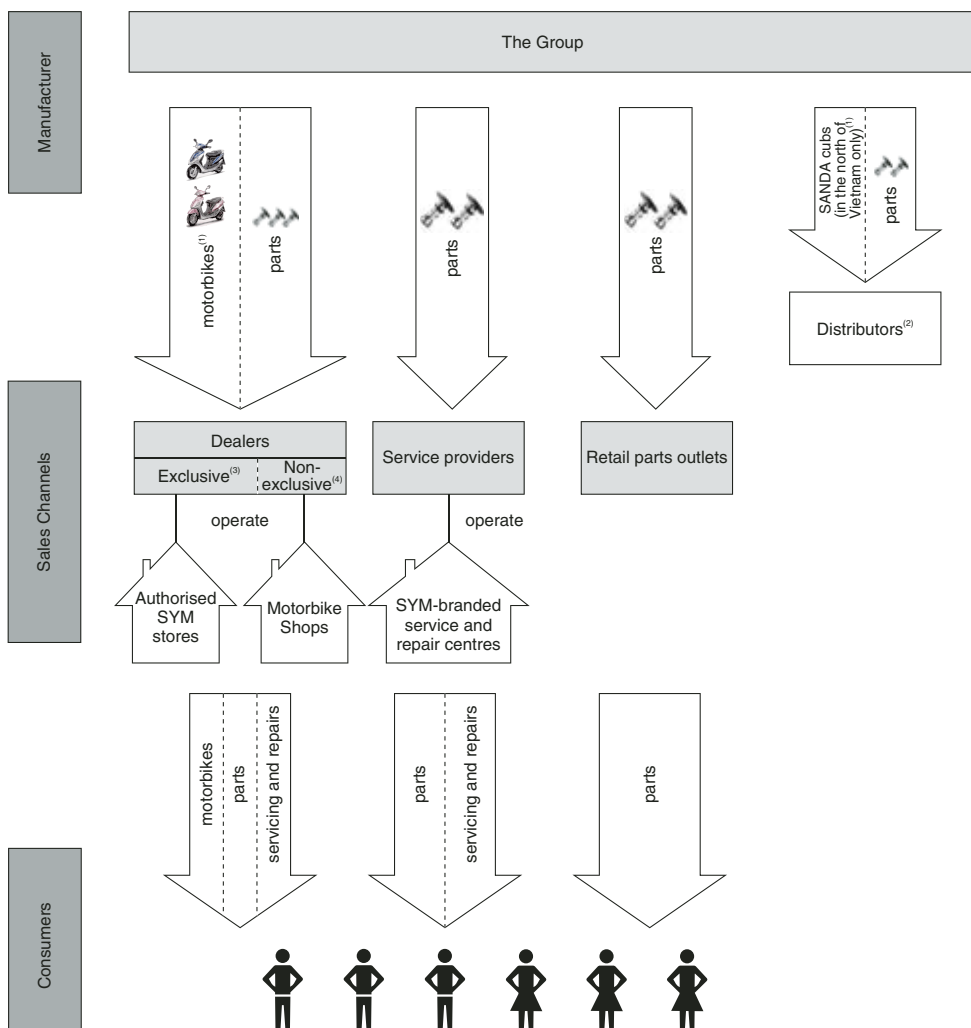 Manufacturer
The Group
motorbikes(1)
parts
parts
parts
SANDA cubs
(in the north of
Vietnam only)(1)
parts
Distributors(2)
Sales Channels
Dealers
Exclusive(3)
Non-
exclusive(4)
Service providers
Retail parts outlets
operate
operate
Authorised
SYM
stores
Motorbike
Shops
SYM-branded
service and
repair centres
motorbikes
parts
servicing and repairs
parts
servicing and repairs
parts
Consumers